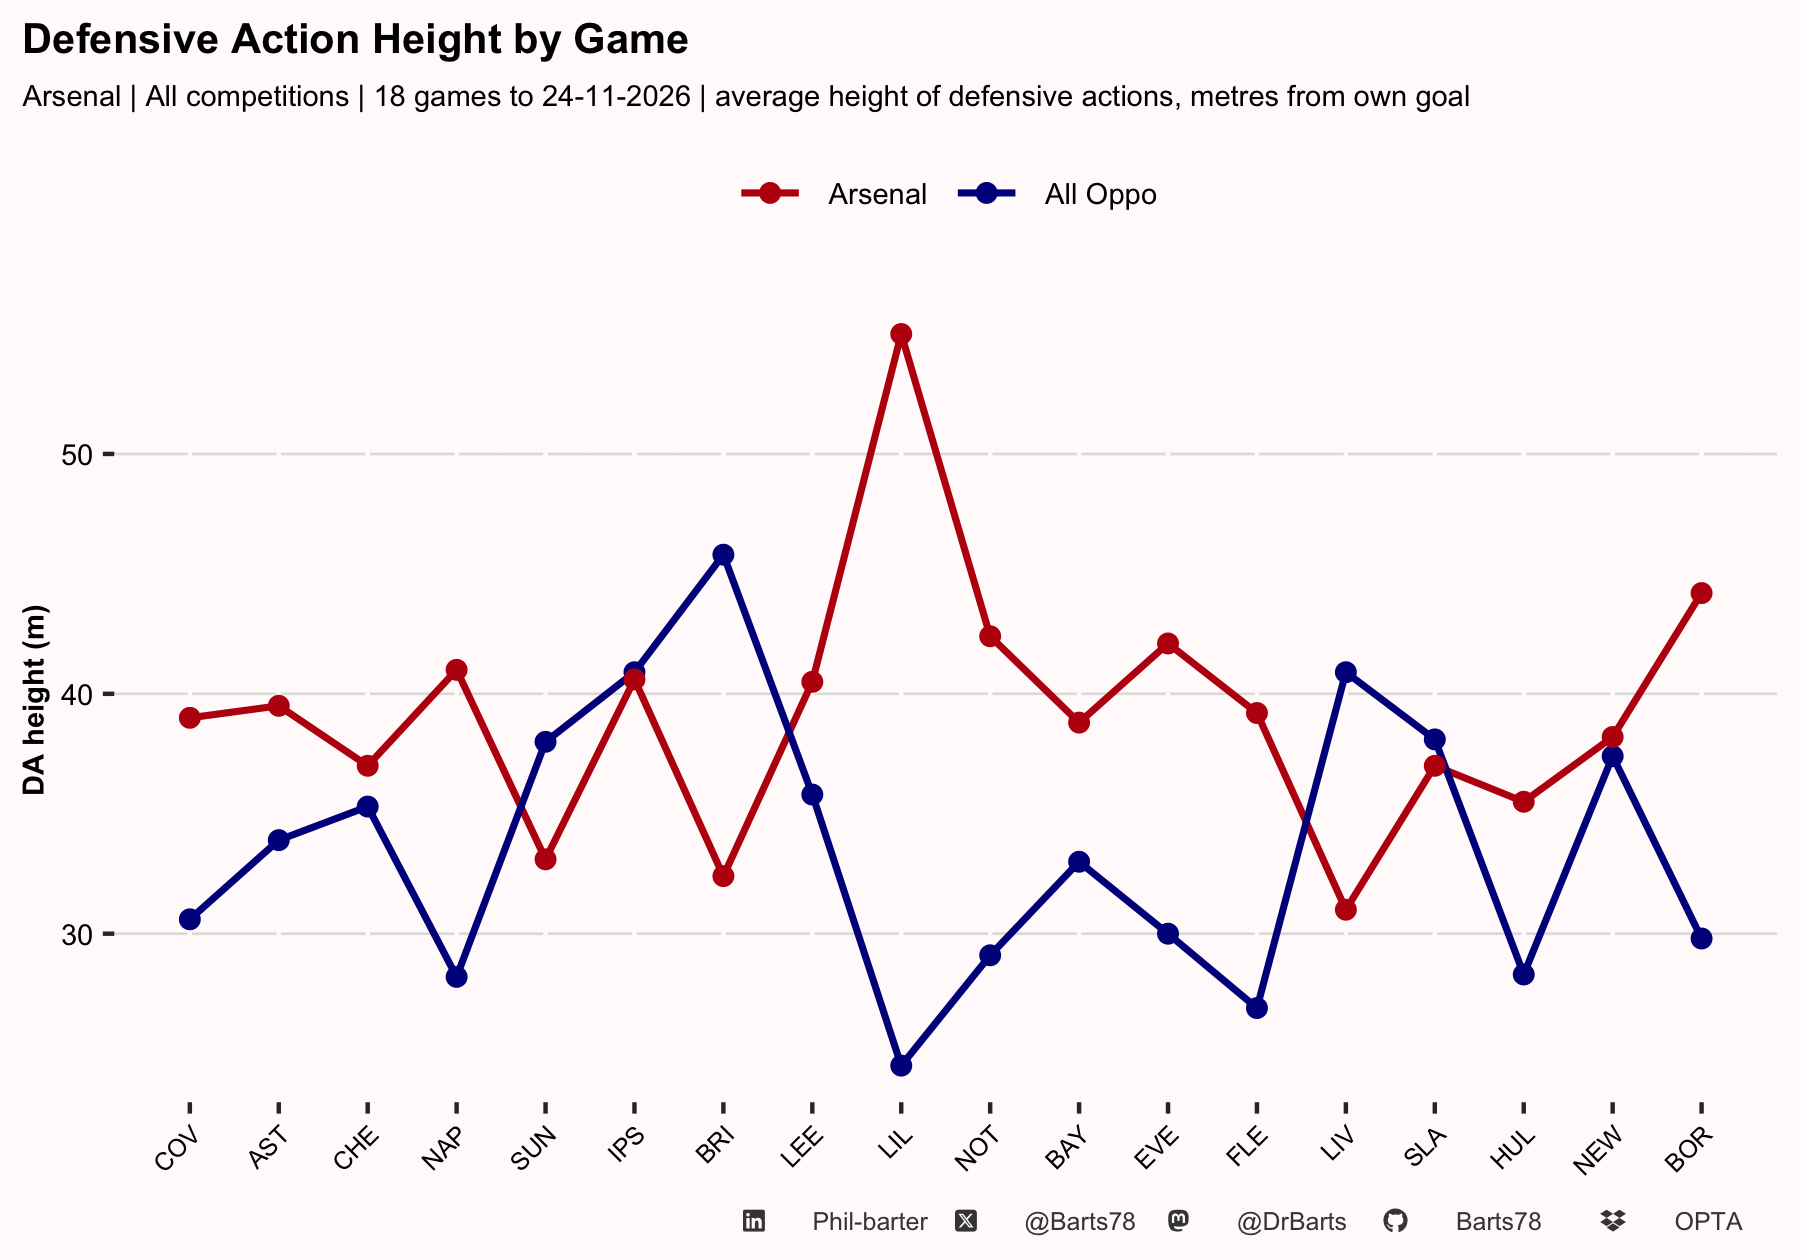 Defensive Action Height by Game
Arsenal | All competitions | 18 games to 24-11-2026 | average height of defensive actions, metres from own goal
Arsenal All Oppo
DA height (m)
50
40
30
COV AST CHE NAP SUN IPS BRI LEE LIL NOT BAY EVE FLE LIV SLA HUL NEW BOR
Phil-barter @Barts78 @DrBarts Barts78 OPTA